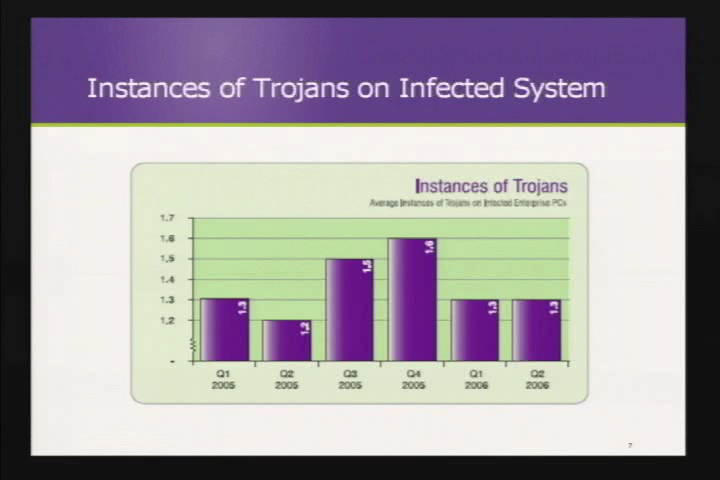 Instances of Trojans on Infected System
Instances of Trojans
Average Instances of Trojans on Infected Enterprise PCs
1.7
1.6
1.5
1.4
1.3
1.2
-
1.3
1.2
1.5
1.6
1.3
1.3
Q1 2005
Q2 2005
Q3 2005
Q4 2005
Q1 2006
Q2 2006
7